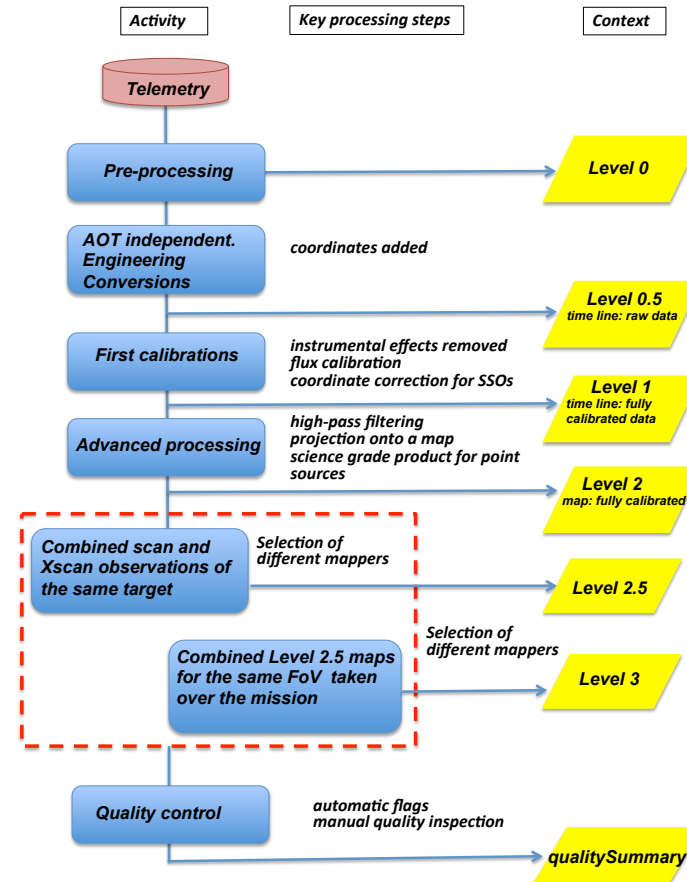 Activity
Key processing steps
Context
Telemetry
Pre-processing
Level 0
AOT independent.
Engineering
Conversions
coordinates added
Level 0.5
time line: raw data
First calibrations
instrumental effects removed
flux calibration
coordinate correction for SSOs
Level 1
time line: fully
calibrated data
Advanced processing
high-pass filtering
projection onto a map
science grade product for point
sources
Level 2
map: fully calibrated
Combined scan and
Xscan observations of
the same target
Selection of
different mappers
Level 2.5
Combined Level 2.5 maps
for the same FoV taken
over the mission
Selection of
different mappers
Level 3
Quality control
automatic flags
manual quality inspection
qualitySummary